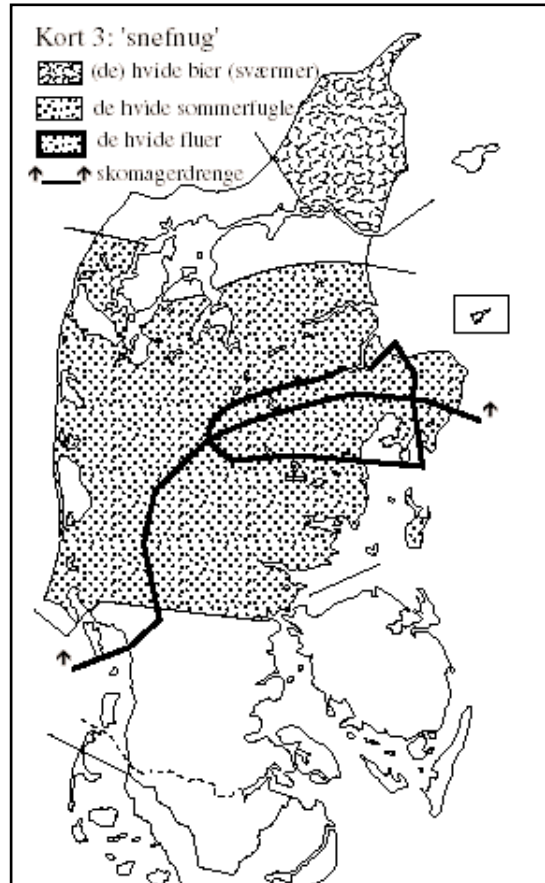 Kort 3: 'snefnug'
(de) hvide bier (sværmer)
de hvide sommerfugle
de hvide fluer
skomagerdrenge